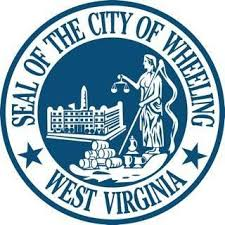 SEAL OF THE CITY OF WHEELING
WEST VIRGINIA